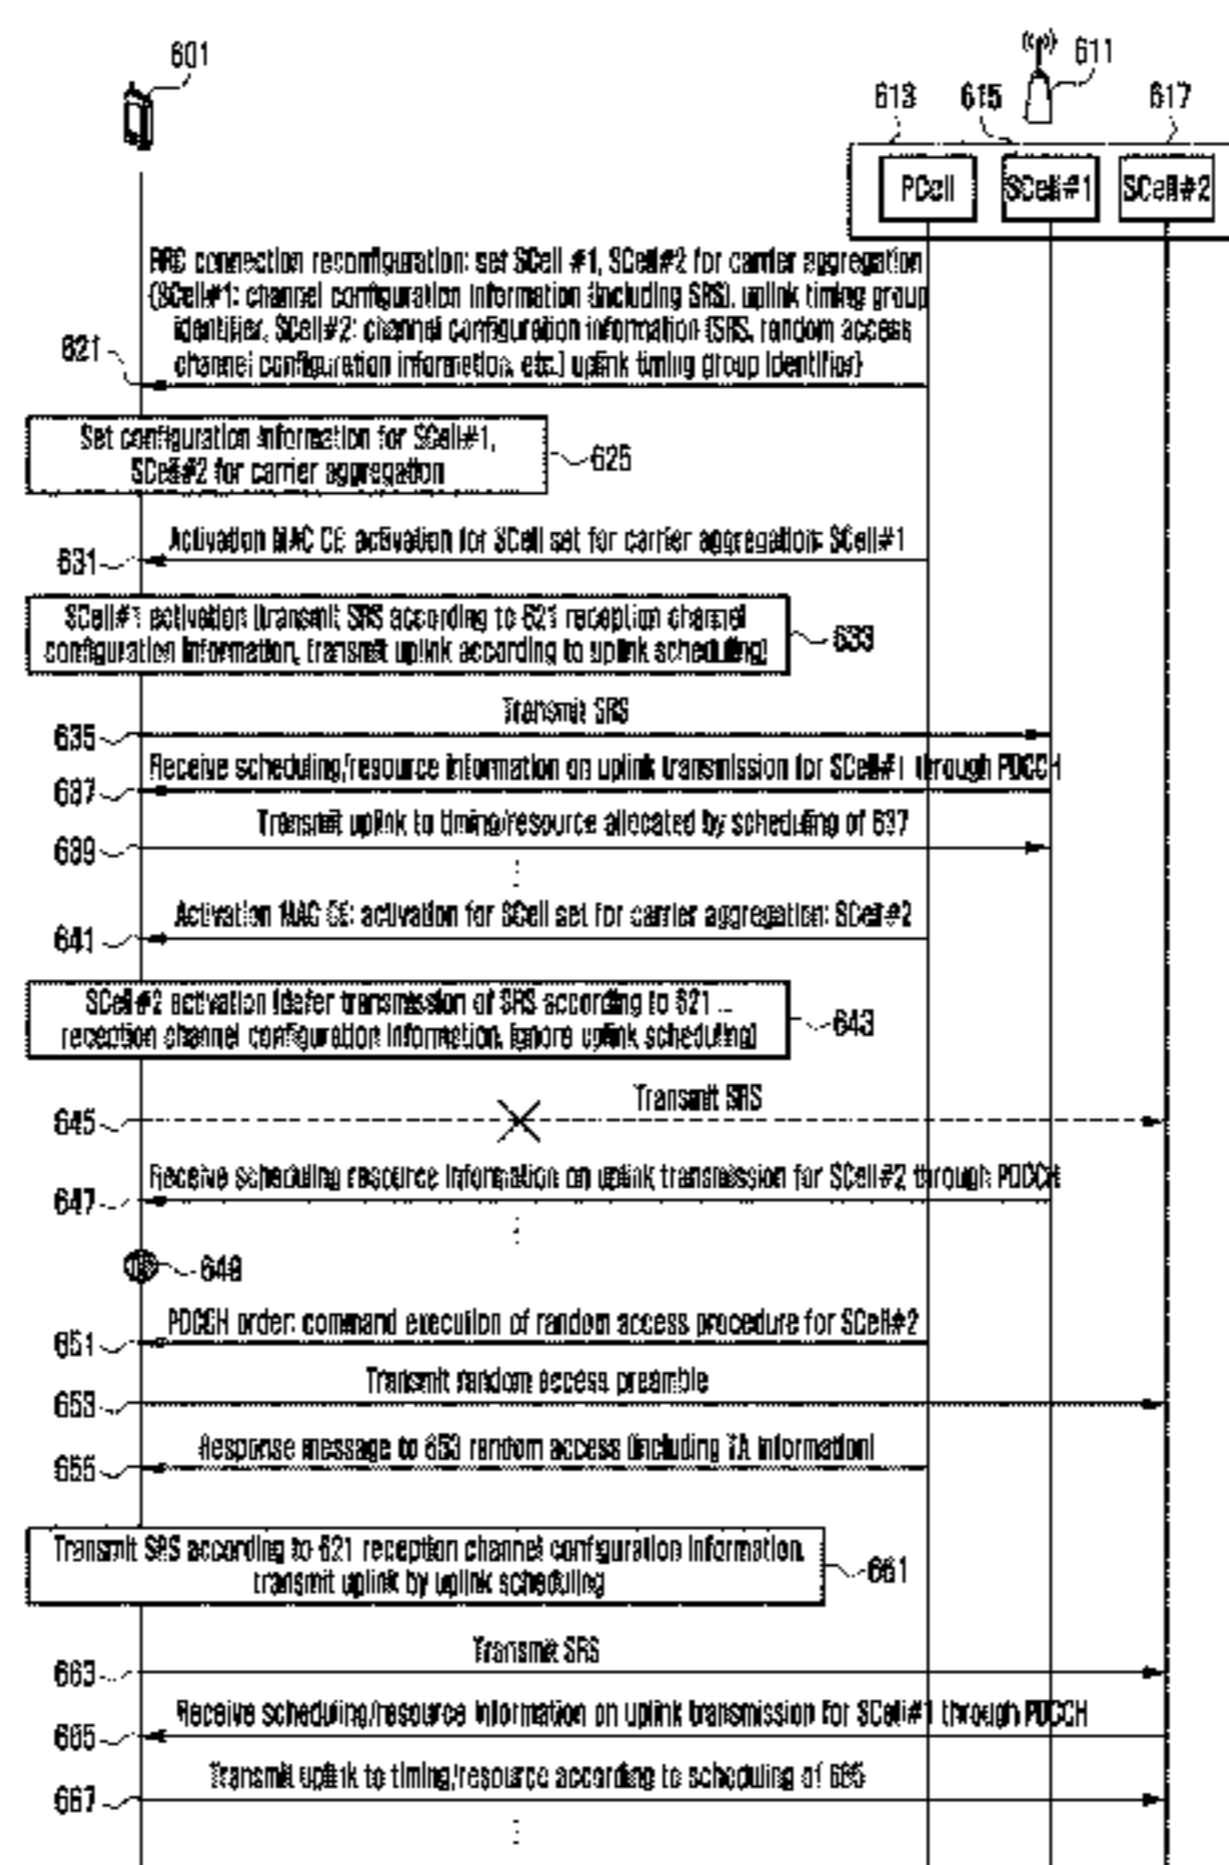 601
611
613
615
617
PCell
SCell#1
SCell#2
RRC connection reconfiguration: set SCell #1, SCell#2 for carrier aggregation
{SCell#1: channel configuration information (including SRS), uplink timing group
identifier, SCell#2: channel configuration information (SRS, random access
channel configuration information, etc.) uplink timing group identifier}
621
Set configuration information for SCell#1,
SCell#2 for carrier aggregation
625
Activation MAC CE: activation for SCell set for carrier aggregation: SCell#1
631
SCell#1 activation (transmit SRS according to 621 reception channel
configuration information, transmit uplink according to uplink scheduling)
633
Transmit SRS
635
Receive scheduling/resource information on uplink transmission for SCell#1 through PDCCH
637
Transmit uplink to timing/resource allocated by scheduling of 637
639
Activation MAC CE: activation for SCell set for carrier aggregation: SCell#2
641
SCell#2 activation (defer transmission of SRS according to 621 ...
reception channel configuration information, ignore uplink scheduling)
643
Transmit SRS
645
Receive scheduling resource information on uplink transmission for SCell#2 through PDCCH
647
649
PDCCH order: command execution of random access procedure for SCell#2
651
Transmit random access preamble
653
Response message to 653 random access (including TA information)
655
Transmit SRS according to 621 reception channel configuration information,
transmit uplink by uplink scheduling
661
Transmit SRS
663
Receive scheduling/resource information on uplink transmission for SCell#1 through PDCCH
665
Transmit uplink to timing/resource according to scheduling of 665
667